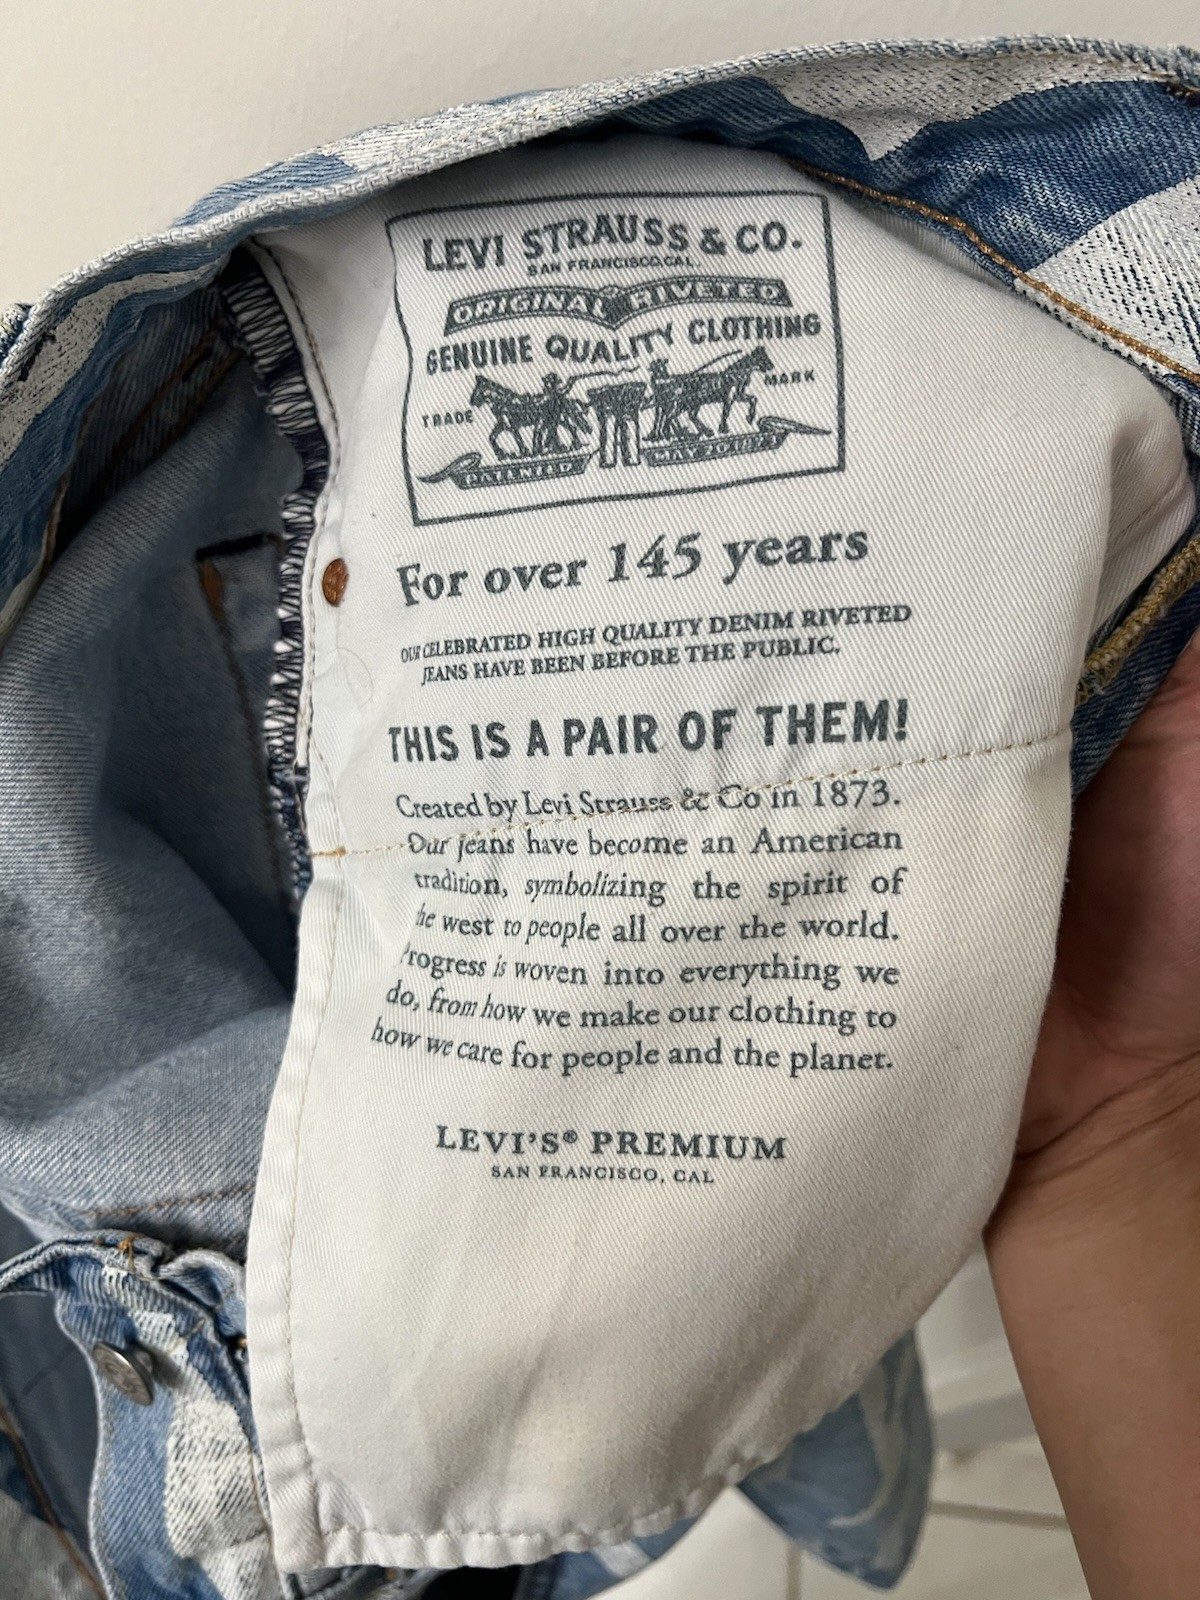 LEVI STRAUSS & CO.
SAN FRANCISCO, CAL.
ORIGINAL RIVETED
GENUINE QUALITY CLOTHING
TRADE MARK
PATENTED MAY 20 1873
For over 145 years
OUR CELEBRATED HIGH QUALITY DENIM RIVETED
JEANS HAVE BEEN BEFORE THE PUBLIC.
THIS IS A PAIR OF THEM!
Created by Levi Strauss & Co in 1873.
Our jeans have become an American
tradition, symbolizing the spirit of
he west to people all over the world.
Progress is woven into everything we
do, from how we make our clothing to
how we care for people and the planet.
LEVI'S® PREMIUM
SAN FRANCISCO, CAL